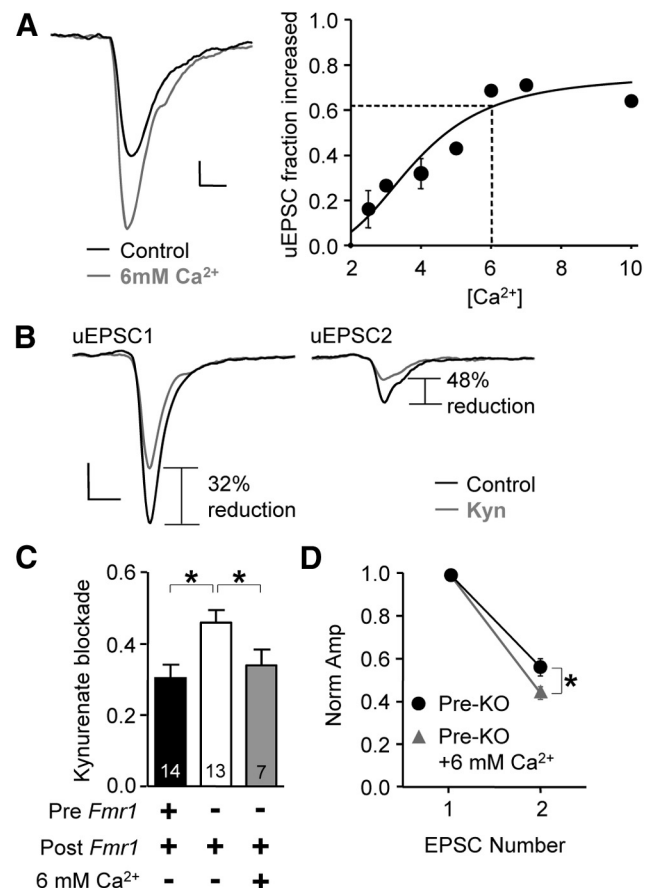 A
Control
6mM Ca²⁺
uEPSC fraction increased
1.0
0.8
0.6
0.4
0.2
0.0
2
4
6
8
10
[Ca²⁺]
B
uEPSC1
uEPSC2
48%
reduction
32%
reduction
Control
Kyn
C
Kynurenate blockade
0.6
0.4
0.2
0.0
*
*
14
13
7
Pre Fmr1 + - -
Post Fmr1 + + +
6 mM Ca²⁺ - - +
D
Norm Amp
1.0
0.8
0.6
0.4
0.2
0.0
*
Pre-KO
Pre-KO
+6 mM Ca²⁺
1
2
EPSC Number